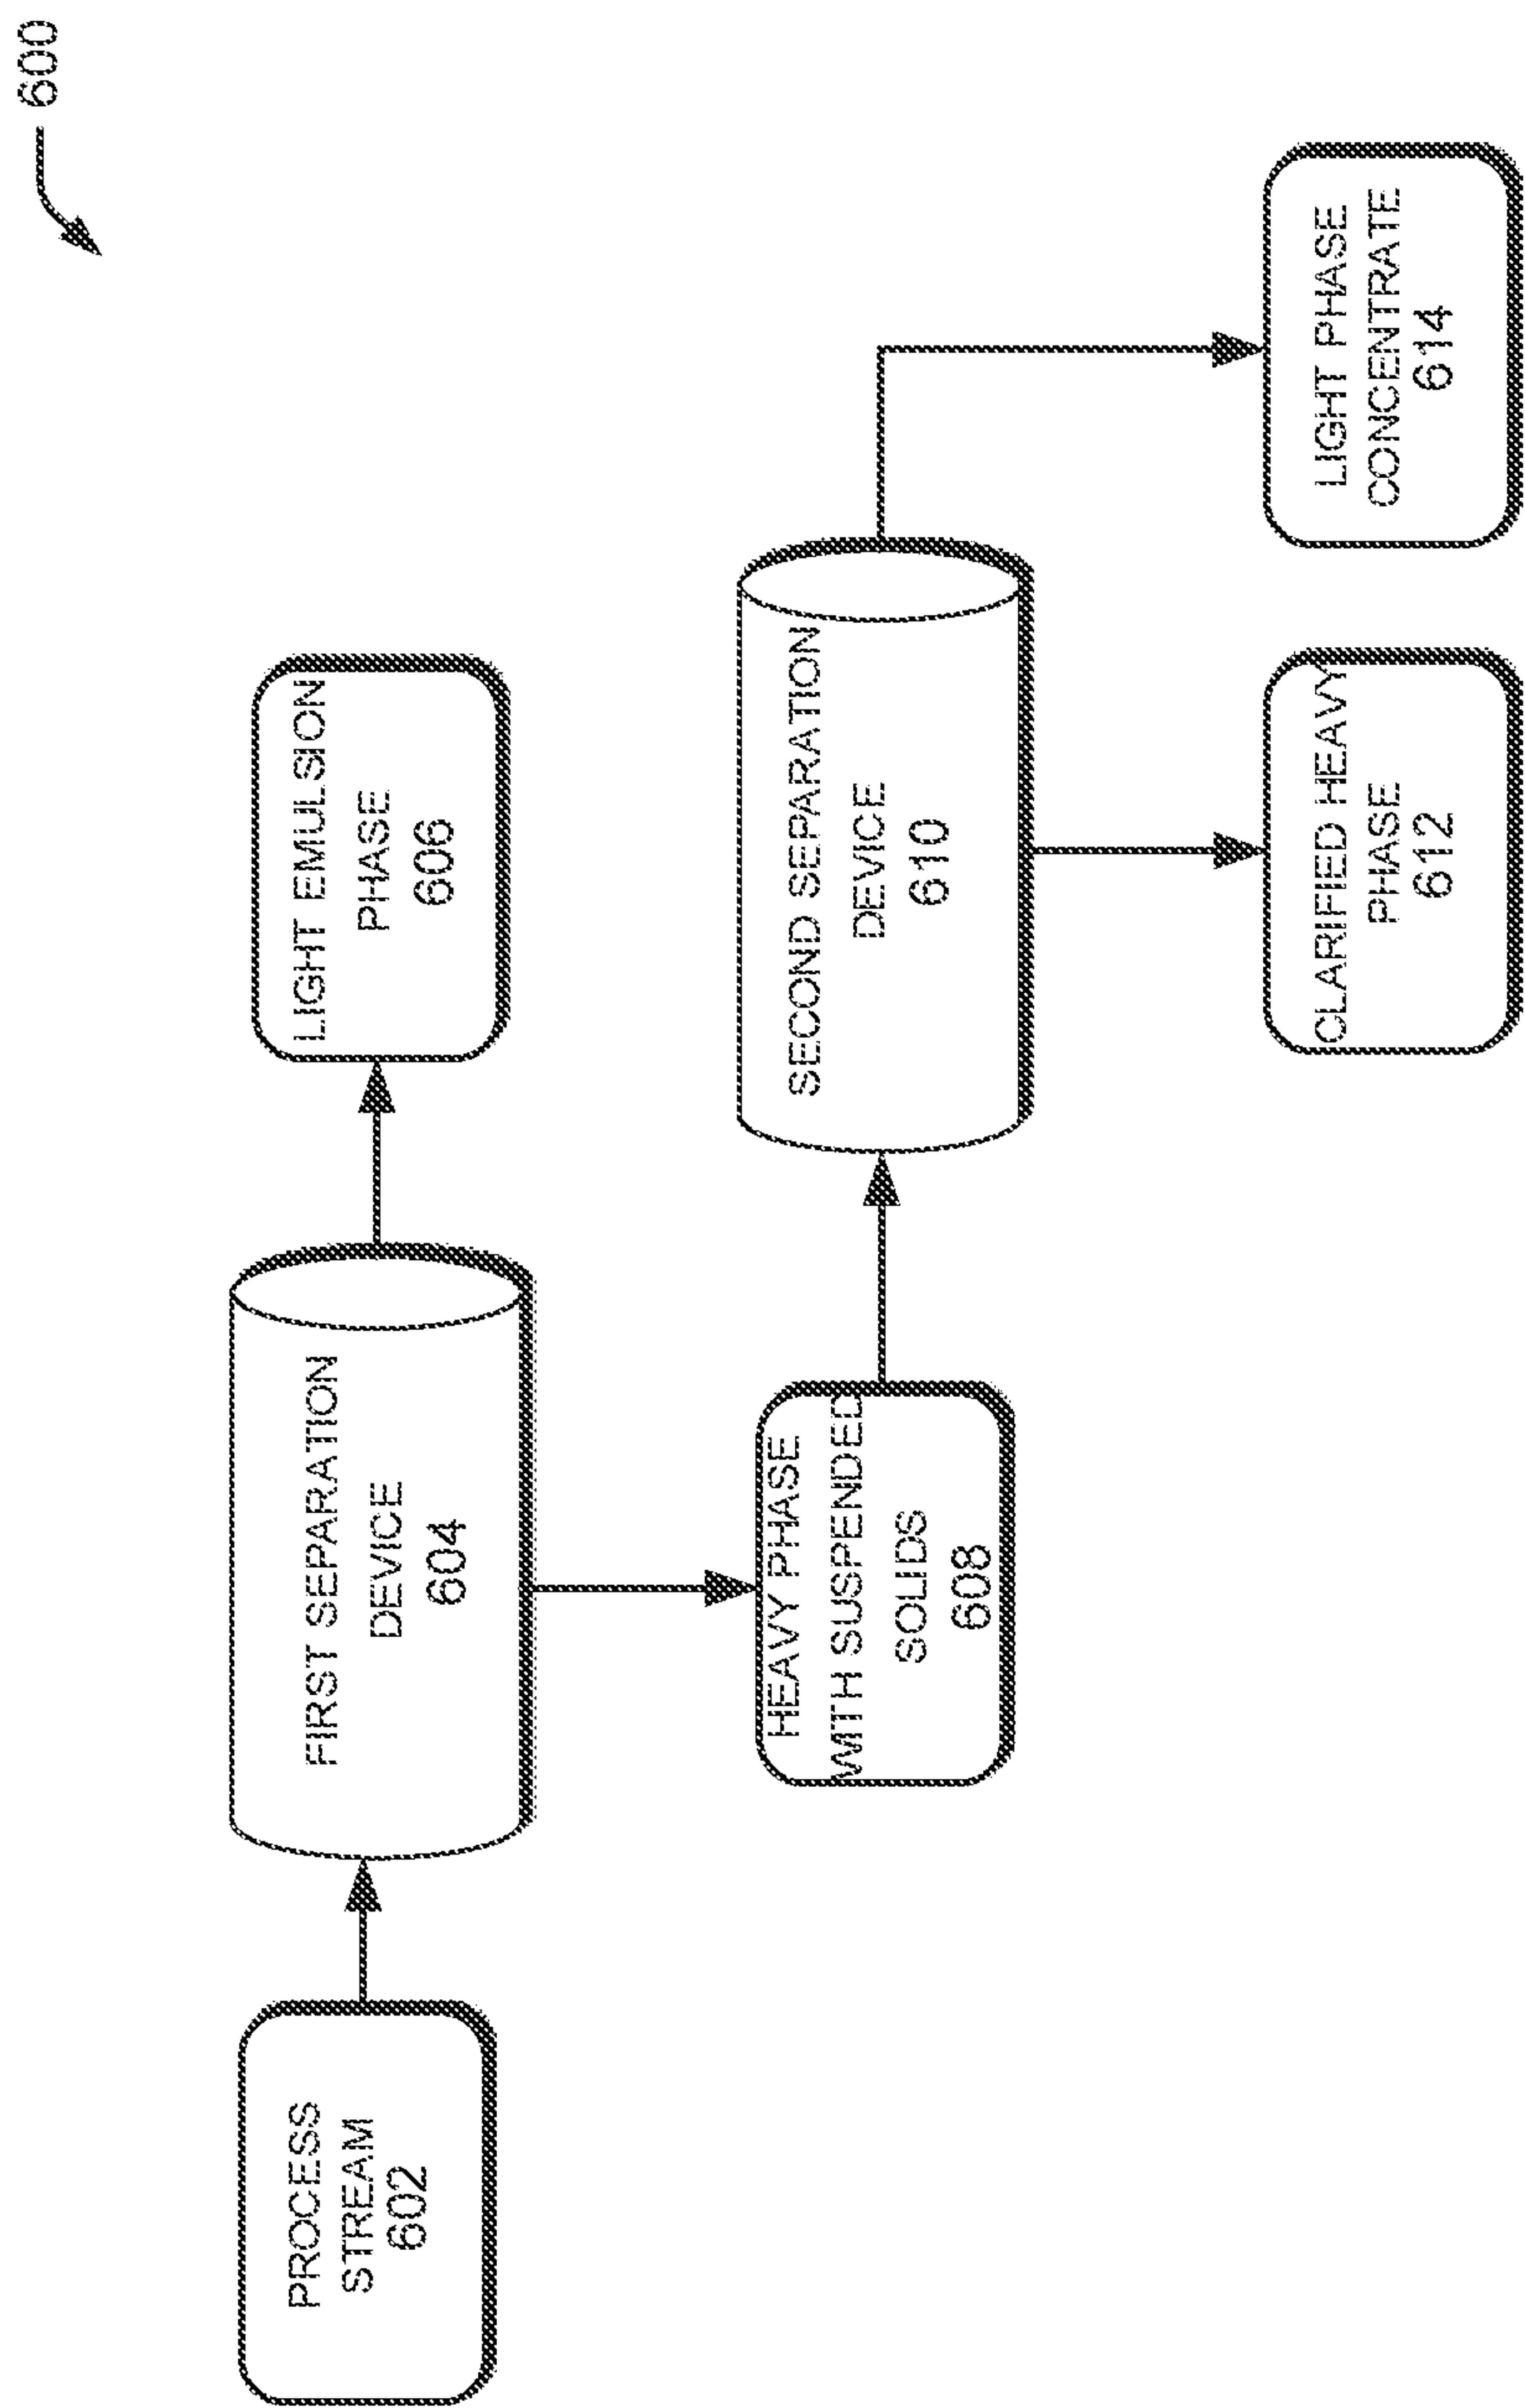 600
PROCESS
STREAM
602
FIRST SEPARATION
DEVICE
604
LIGHT EMULSION
PHASE
606
HEAVY PHASE
WITH SUSPENDED
SOLIDS
608
SECOND SEPARATION
DEVICE
610
CLARIFIED HEAVY
PHASE
612
LIGHT PHASE
CONCENTRATE
614